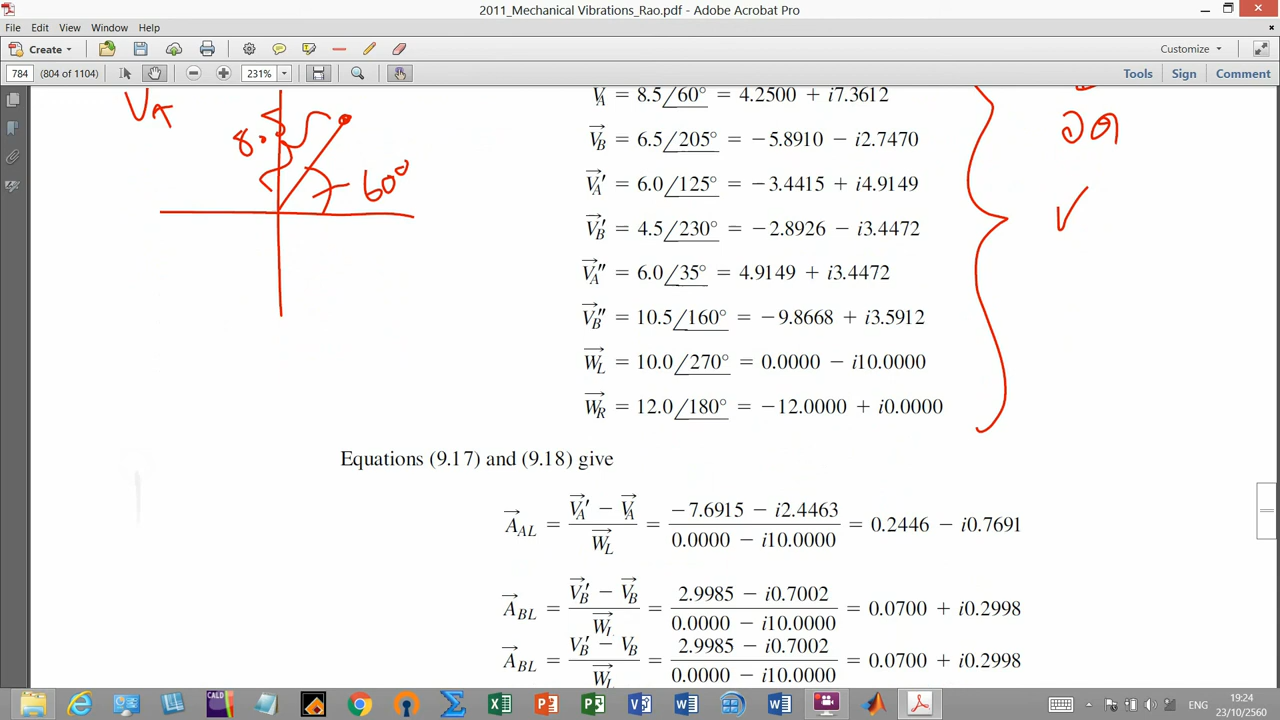 2011_Mechanical Vibrations_Rao.pdf - Adobe Acrobat Pro
File Edit View Window Help
Create Customize
784 (804 of 1104) 231% Tools Sign Comment
V_A = 8.5∠60° = 4.2500 + i7.3612
V_B = 6.5∠205° = −5.8910 − i2.7470
V_A′ = 6.0∠125° = −3.4415 + i4.9149
V_B′ = 4.5∠230° = −2.8926 − i3.4472
V_A″ = 6.0∠35° = 4.9149 + i3.4472
V_B″ = 10.5∠160° = −9.8668 + i3.5912
W_L = 10.0∠270° = 0.0000 − i10.0000
W_R = 12.0∠180° = −12.0000 + i0.0000
V_A
8.
60°
V
Equations (9.17) and (9.18) give
A_AL = (V_A′ − V_A) / W_L = (−7.6915 − i2.4463) / (0.0000 − i10.0000) = 0.2446 − i0.7691
A_BL = (V_B′ − V_B) / W_L = (2.9985 − i0.7002) / (0.0000 − i10.0000) = 0.0700 + i0.2998
A_BL = (V_B′ − V_B) / W_L = (2.9985 − i0.7002) / (0.0000 − i10.0000) = 0.0700 + i0.2998
CALD
ENG
19:24
23/10/2560